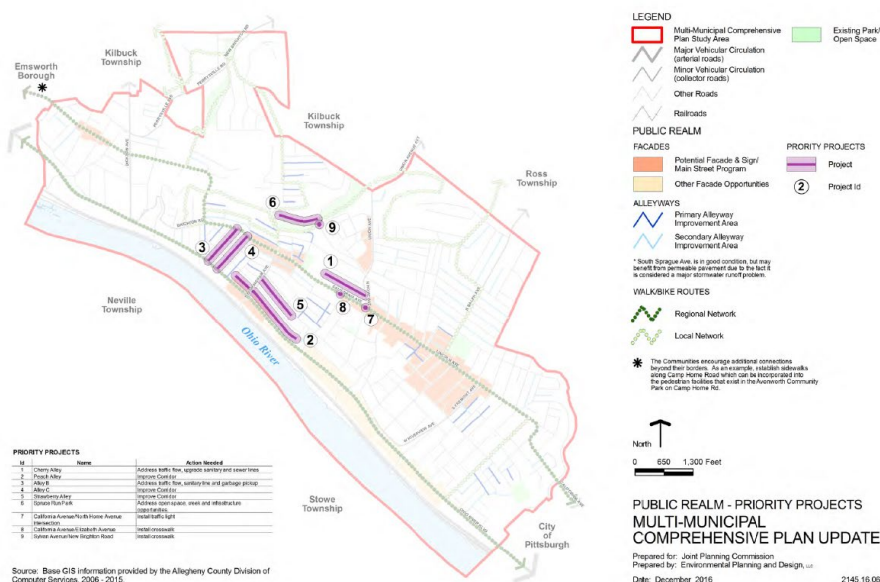 Kilbuck
Township
Emsworth
Borough
Kilbuck
Township
Ross
Township
6
9
3
4
1
5
8
7
2
Neville
Township
Ohio River
Stowe
Township
City
of
Pittsburgh
PRIORITY PROJECTS
Id Name Action Needed
1 Cherry Alley Address traffic flow, upgrade sanitary and sewer lines
2 Peach Alley Improve Corridor
3 Alley B Address traffic flow, sanitary line and garbage pickup
4 Alley C Improve Corridor
5 Strawberry Alley Improve Corridor
6 Spruce Run Park Address open space, creek and infrastructure
opportunities
7 California Avenue/North Home Avenue Install traffic light
Intersection
8 California Avenue/Elizabeth Avenue Install crosswalk
9 Sylvan Avenue/New Brighton Road Install crosswalk
Source: Base GIS information provided by the Allegheny County Division of
Computer Services, 2006 - 2015.
LEGEND
Multi-Municipal Comprehensive
Plan Study Area
Existing Park/
Open Space
Major Vehicular Circulation
(arterial roads)
Minor Vehicular Circulation
(collector roads)
Other Roads
Railroads
PUBLIC REALM
FACADES
PRIORITY PROJECTS
Potential Facade & Sign/
Main Street Program
Project
Other Facade Opportunities
2 Project Id
ALLEYWAYS
Primary Alleyway
Improvement Area
Secondary Alleyway
Improvement Area
* South Sprague Ave. is in good condition, but may
benefit from permeable pavement due to the fact it
is considered a major stormwater runoff problem.
WALK/BIKE ROUTES
Regional Network
Local Network
The Communities encourage additional connections
beyond their borders. As an example, establish sidewalks
along Camp Home Road which can be incorporated into
the pedestrian facilities that exist in the Avonworth Community
Park on Camp Home Rd.
North
0 650 1,300 Feet
PUBLIC REALM - PRIORITY PROJECTS
MULTI-MUNICIPAL
COMPREHENSIVE PLAN UPDATE
Prepared for: Joint Planning Commission
Prepared by: Environmental Planning and Design, LLC
Date: December, 2016 2145.16.06